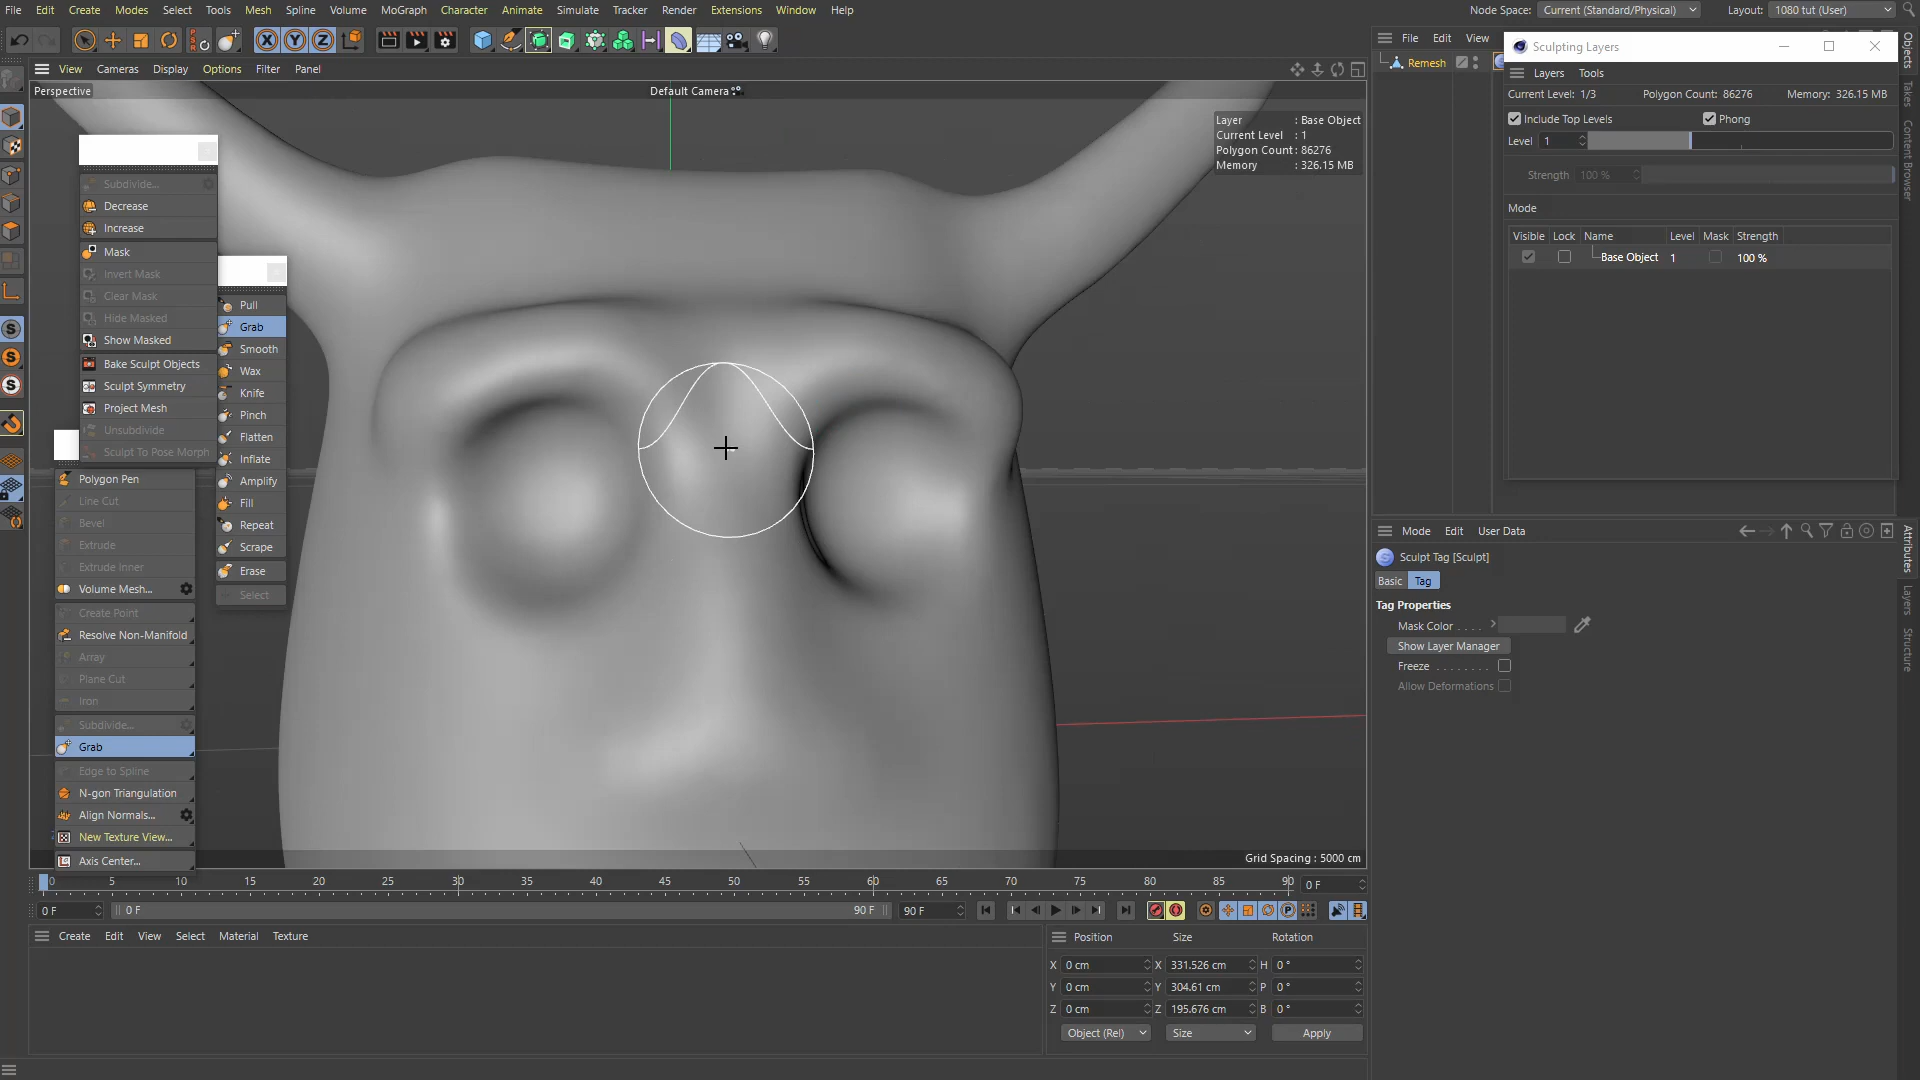 File Edit Create Modes Select Tools Mesh Spline Volume MoGraph Character Animate Simulate Tracker Render Extensions Window Help
Node Space: Current (Standard/Physical) Layout: 1080 tut (User)
View Cameras Display Options Filter Panel
Perspective
Default Camera
Layer : Base Object
Current Level : 1
Polygon Count : 86276
Memory : 326.15 MB
Subdivide...
Decrease
Increase
Mask
Invert Mask
Clear Mask
Hide Masked
Show Masked
Bake Sculpt Objects
Sculpt Symmetry
Project Mesh
Unsubdivide
Sculpt To Pose Morph
Pull
Grab
Smooth
Wax
Knife
Pinch
Flatten
Inflate
Amplify
Fill
Repeat
Scrape
Erase
Select
Polygon Pen
Line Cut
Bevel
Extrude
Extrude Inner
Volume Mesh...
Create Point
Resolve Non-Manifold
Array
Plane Cut
Iron
Subdivide...
Grab
Edge to Spline
N-gon Triangulation
Align Normals...
New Texture View...
Axis Center...
Grid Spacing : 5000 cm
0 5 10 15 20 25 30 35 40 45 50 55 60 65 70 75 80 85 90 0 F
0 F 0 F 90 F 90 F
P
Create Edit View Select Material Texture
Position Size Rotation
X 0 cm X 331.526 cm H 0 °
Y 0 cm Y 304.61 cm P 0 °
Z 0 cm Z 195.676 cm B 0 °
Object (Rel) Size Apply
File Edit View
Remesh
Sculpting Layers
Layers Tools
Current Level: 1/3 Polygon Count: 86276 Memory: 326.15 MB
Include Top Levels Phong
Level 1
Strength 100 %
Mode
Visible Lock Name Level Mask Strength
Base Object 1 100 %
Mode Edit User Data
Sculpt Tag [Sculpt]
Basic Tag
Tag Properties
Mask Color . . . .
Show Layer Manager
Freeze . . . . . . . .
Allow Deformations
Objects
Takes
Content Browser
Attributes
Layers
Structure
X Y Z
PSR
S
S
S